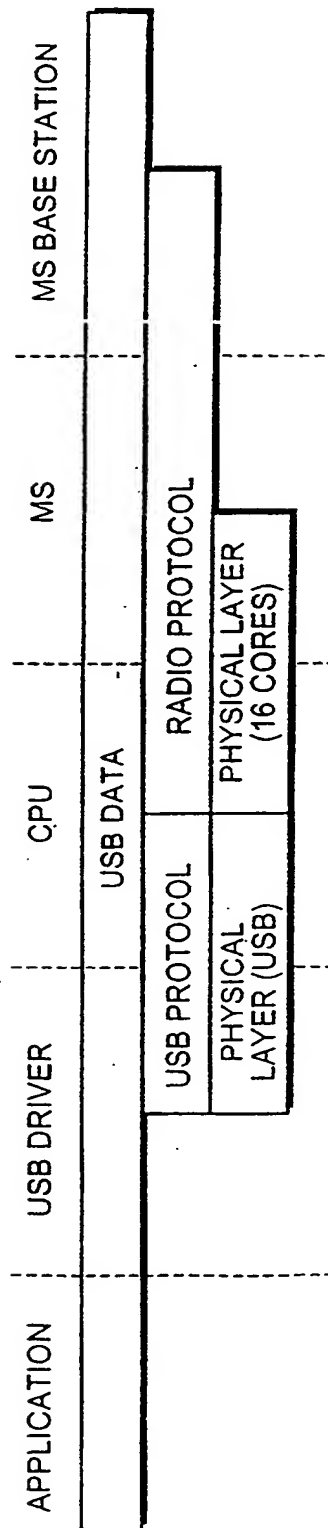 APPLICATION
USB DRIVER
CPU
MS
MS BASE STATION
USB DATA
USB PROTOCOL
RADIO PROTOCOL
PHYSICAL
LAYER (USB)
PHYSICAL LAYER
(16 CORES)